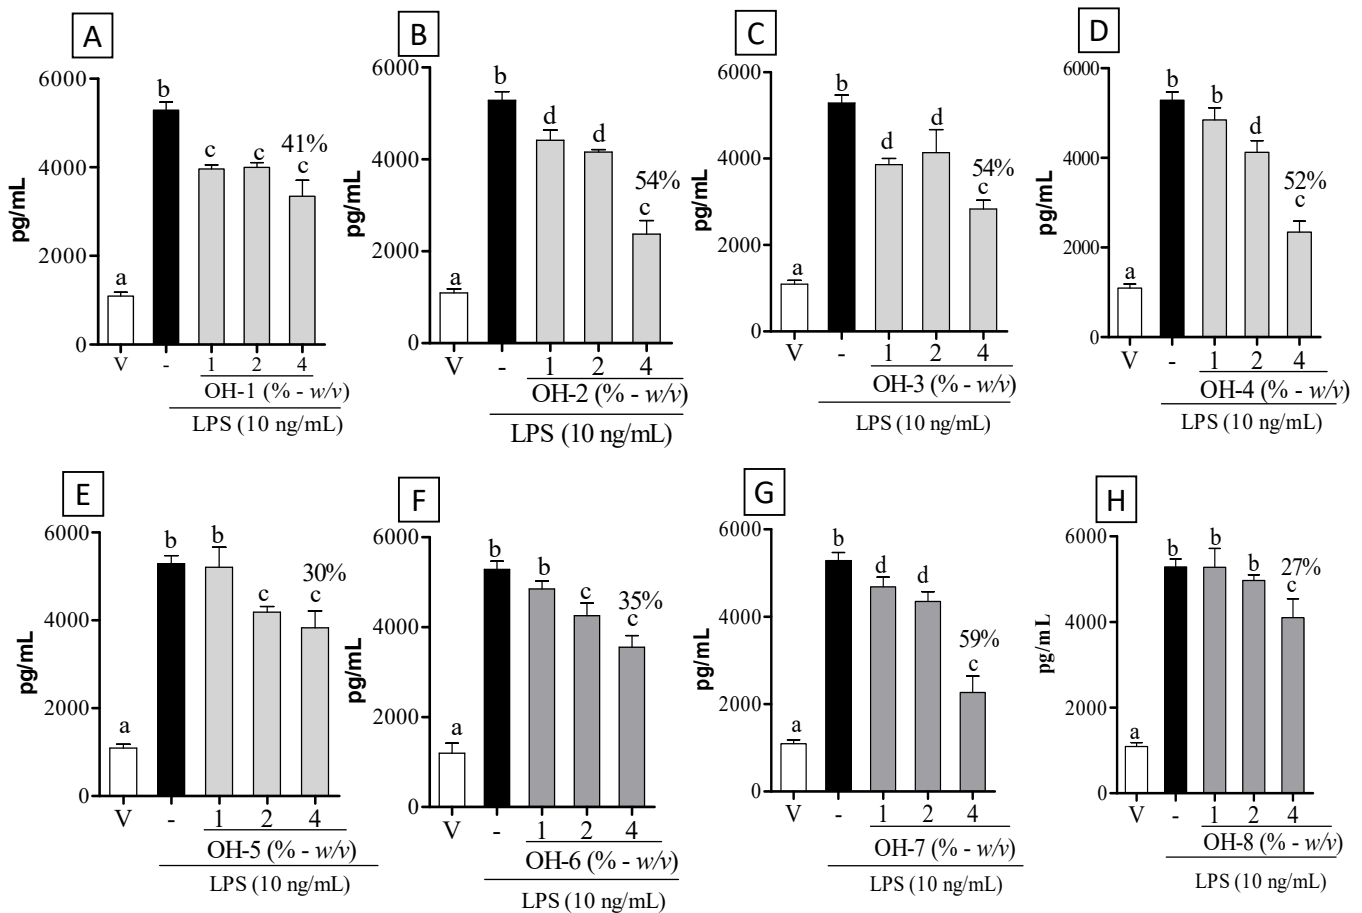 A
6000
4000
2000
0
pg/mL
a
b
c
c
41%
c
V
-
1
2
4
OH-1 (% - w/v)
LPS (10 ng/mL)
B
6000
4000
2000
0
pg/mL
a
b
d
d
54%
c
V
-
1
2
4
OH-2 (% - w/v)
LPS (10 ng/mL)
C
6000
4000
2000
0
pg/mL
a
b
d
d
54%
c
V
-
1
2
4
OH-3 (% - w/v)
LPS (10 ng/mL)
D
6000
4000
2000
0
pg/mL
a
b
b
d
52%
c
V
-
1
2
4
OH-4 (% - w/v)
LPS (10 ng/mL)
E
6000
4000
2000
0
pg/mL
a
b
b
c
30%
c
V
-
1
2
4
OH-5 (% - w/v)
LPS (10 ng/mL)
F
6000
4000
2000
0
pg/mL
a
b
b
c
35%
c
V
-
1
2
4
OH-6 (% - w/v)
LPS (10 ng/mL)
G
6000
4000
2000
0
pg/mL
a
b
d
d
59%
c
V
-
1
2
4
OH-7 (% - w/v)
LPS (10 ng/mL)
H
6000
4000
2000
0
pg/mL
a
b
b
b
27%
c
V
-
1
2
4
OH-8 (% - w/v)
LPS (10 ng/mL)